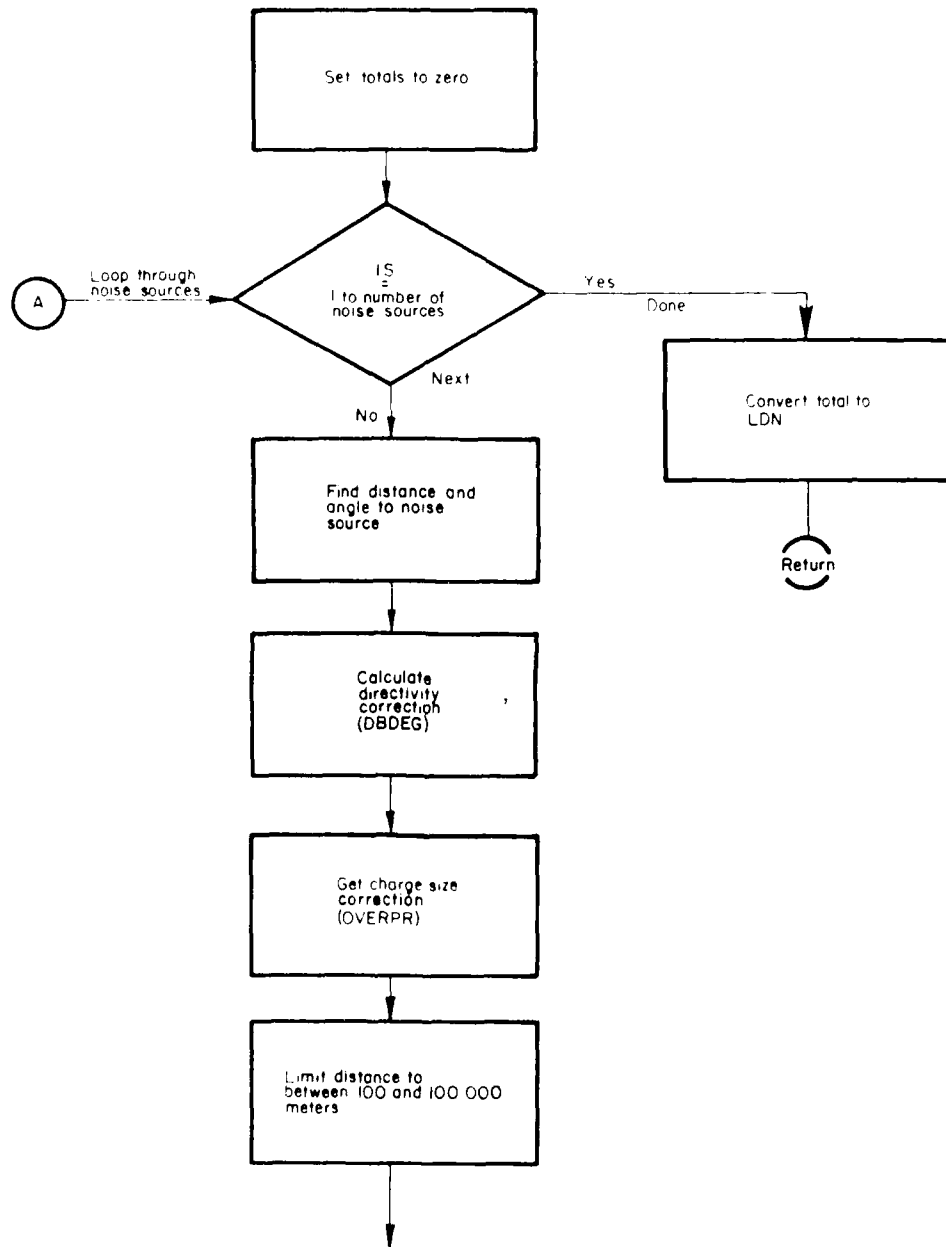 Set totals to zero
A
Loop through
noise sources
IS
=
1 to number of
noise sources
Yes
Done
Next
No
Convert total to
LDN
Return
Find distance and
angle to noise
source
Calculate
directivity
correction
(DBDEG)
,
Get charge size
correction
(OVERPR)
Limit distance to
between 100 and 100 000
meters